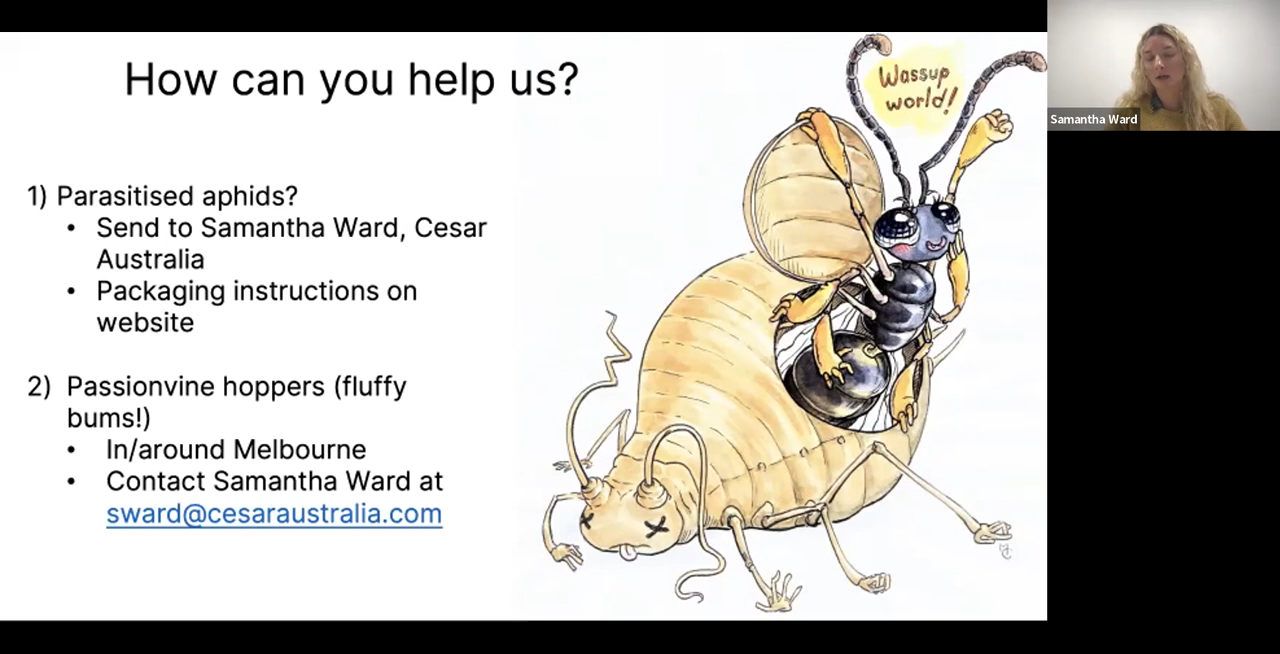 How can you help us?
Wassup
world!
Samantha Ward
1) Parasitised aphids?
• Send to Samantha Ward, Cesar
Australia
• Packaging instructions on
website
2) Passionvine hoppers (fluffy
bums!)
• In/around Melbourne
• Contact Samantha Ward at
sward@cesaraustralia.com